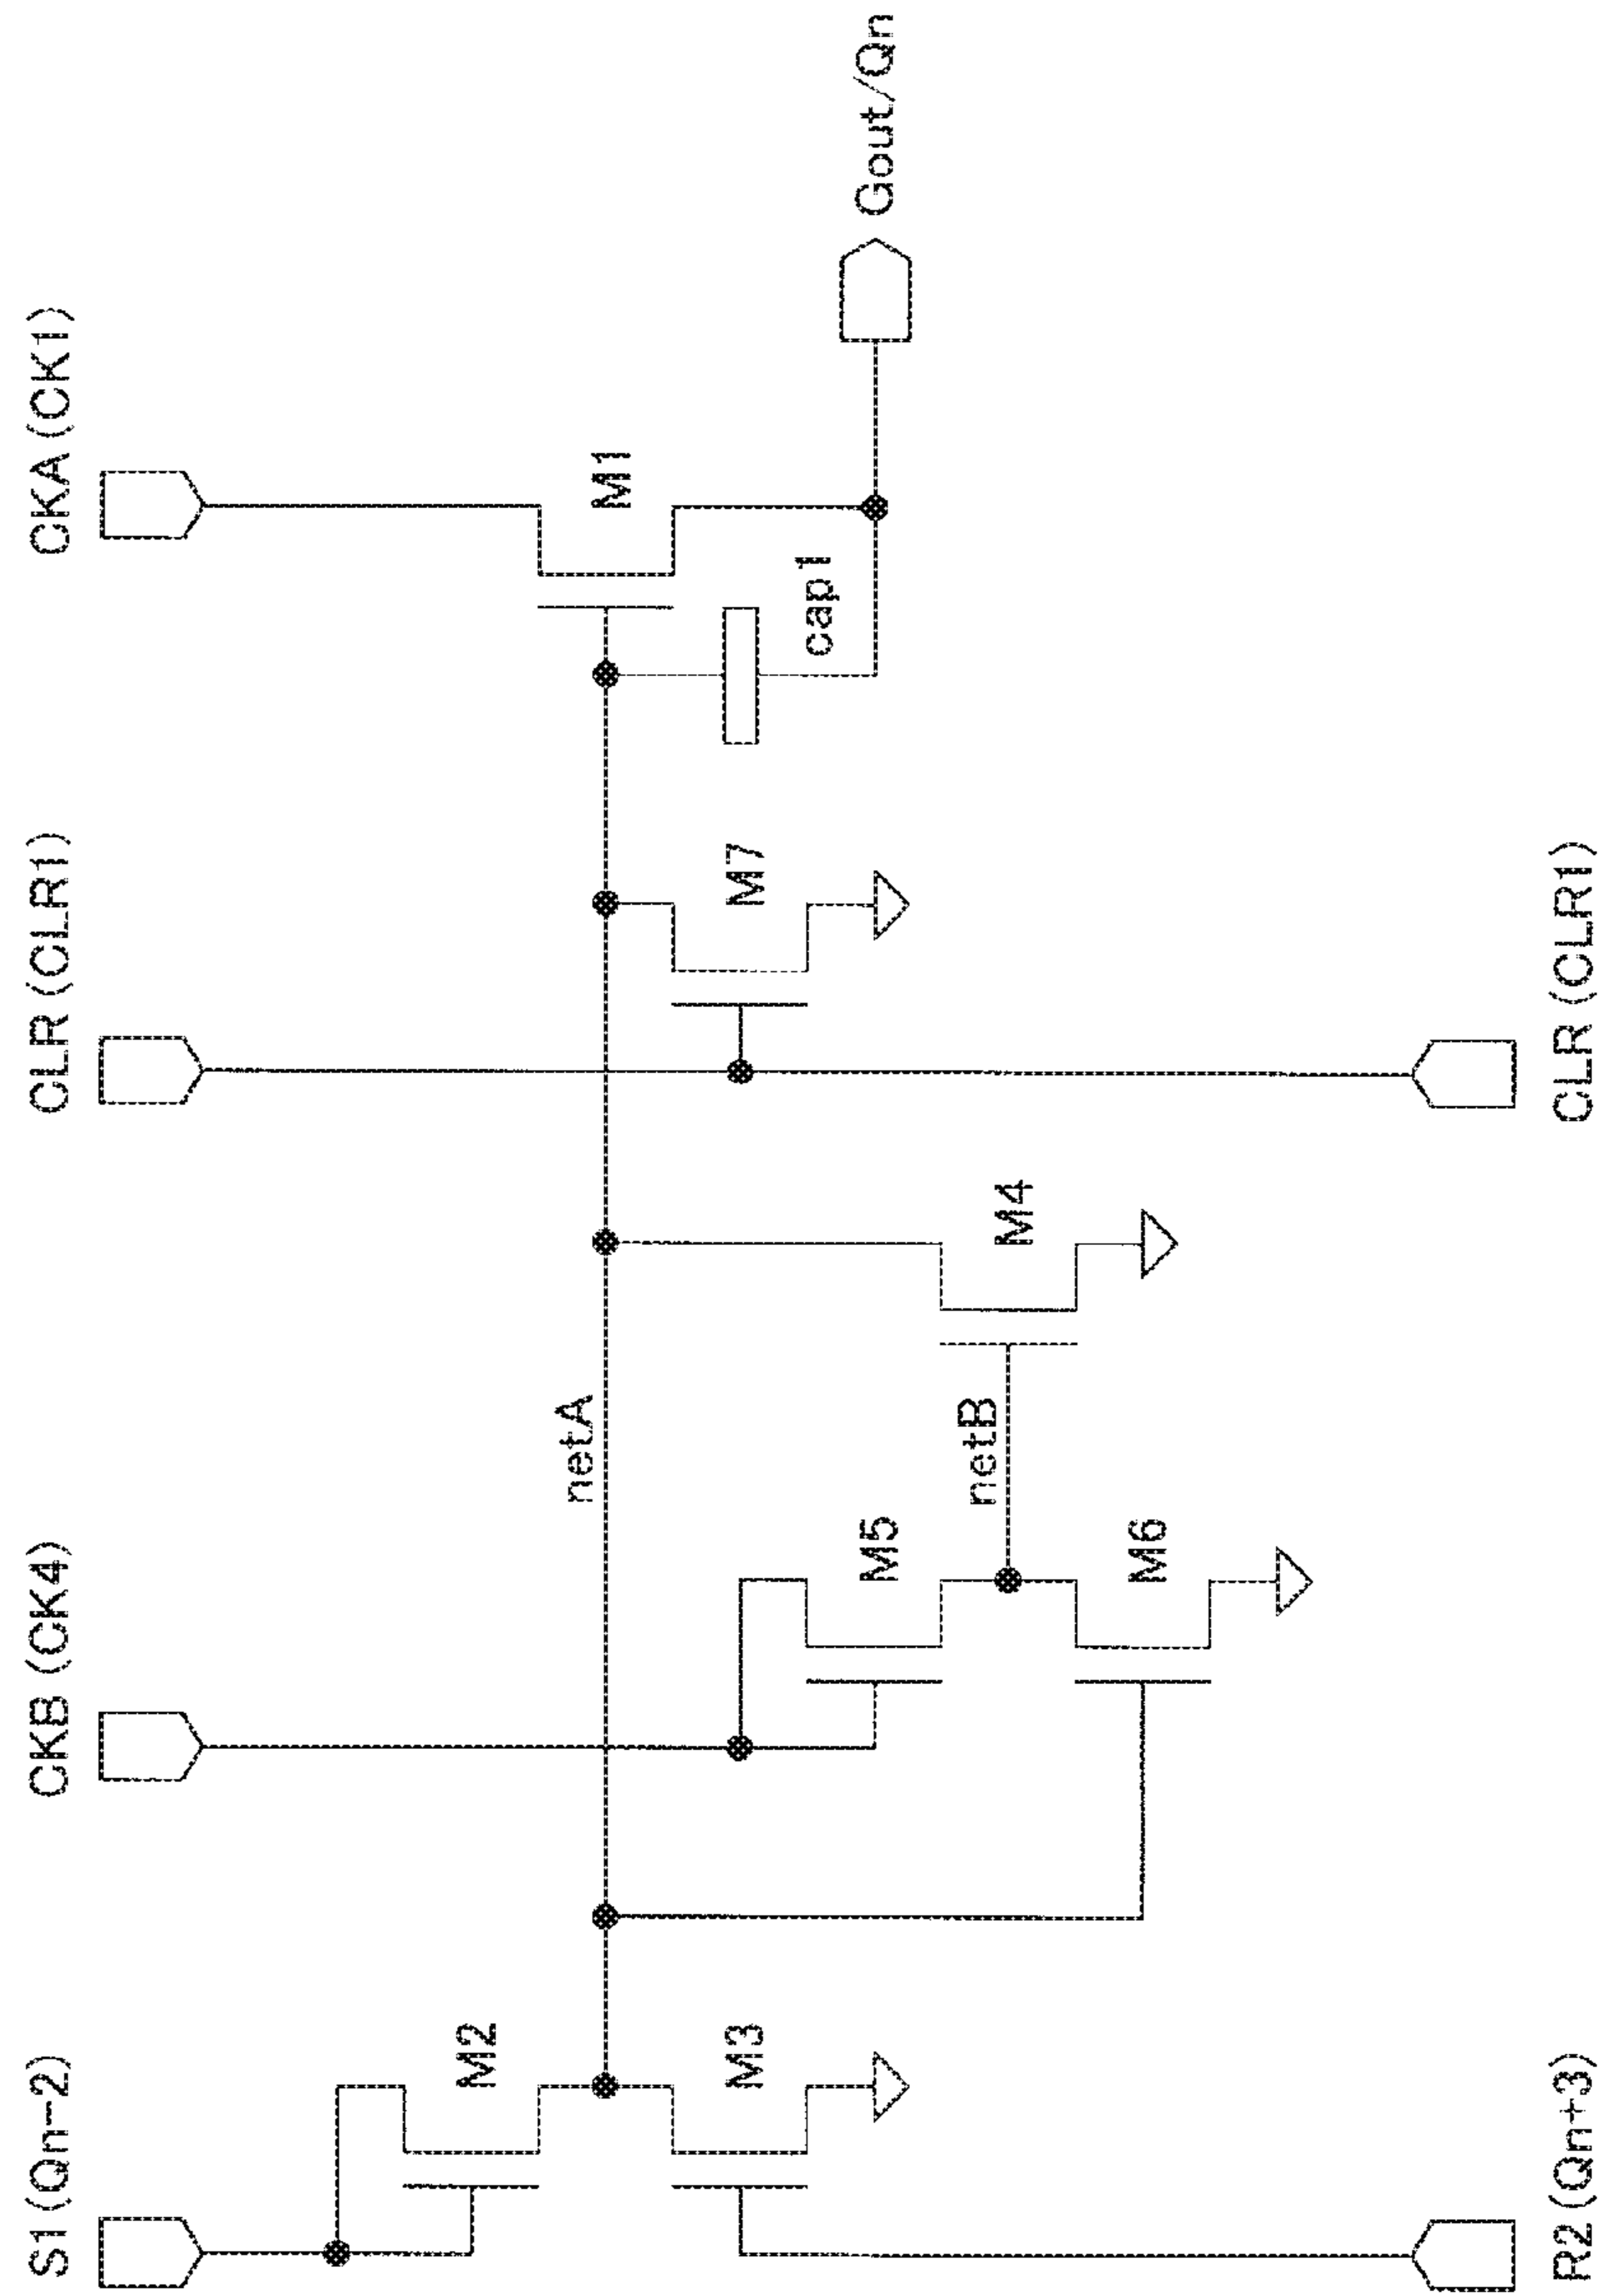 S1(Qn-2)
CKB(CK4)
CLR(CLR1)
CKA(CK1)
M2
netA
M1
M3
M5
M7
cap1
Gout/Qn
netB
M4
M6
R2(Qn+3)
CLR(CLR1)